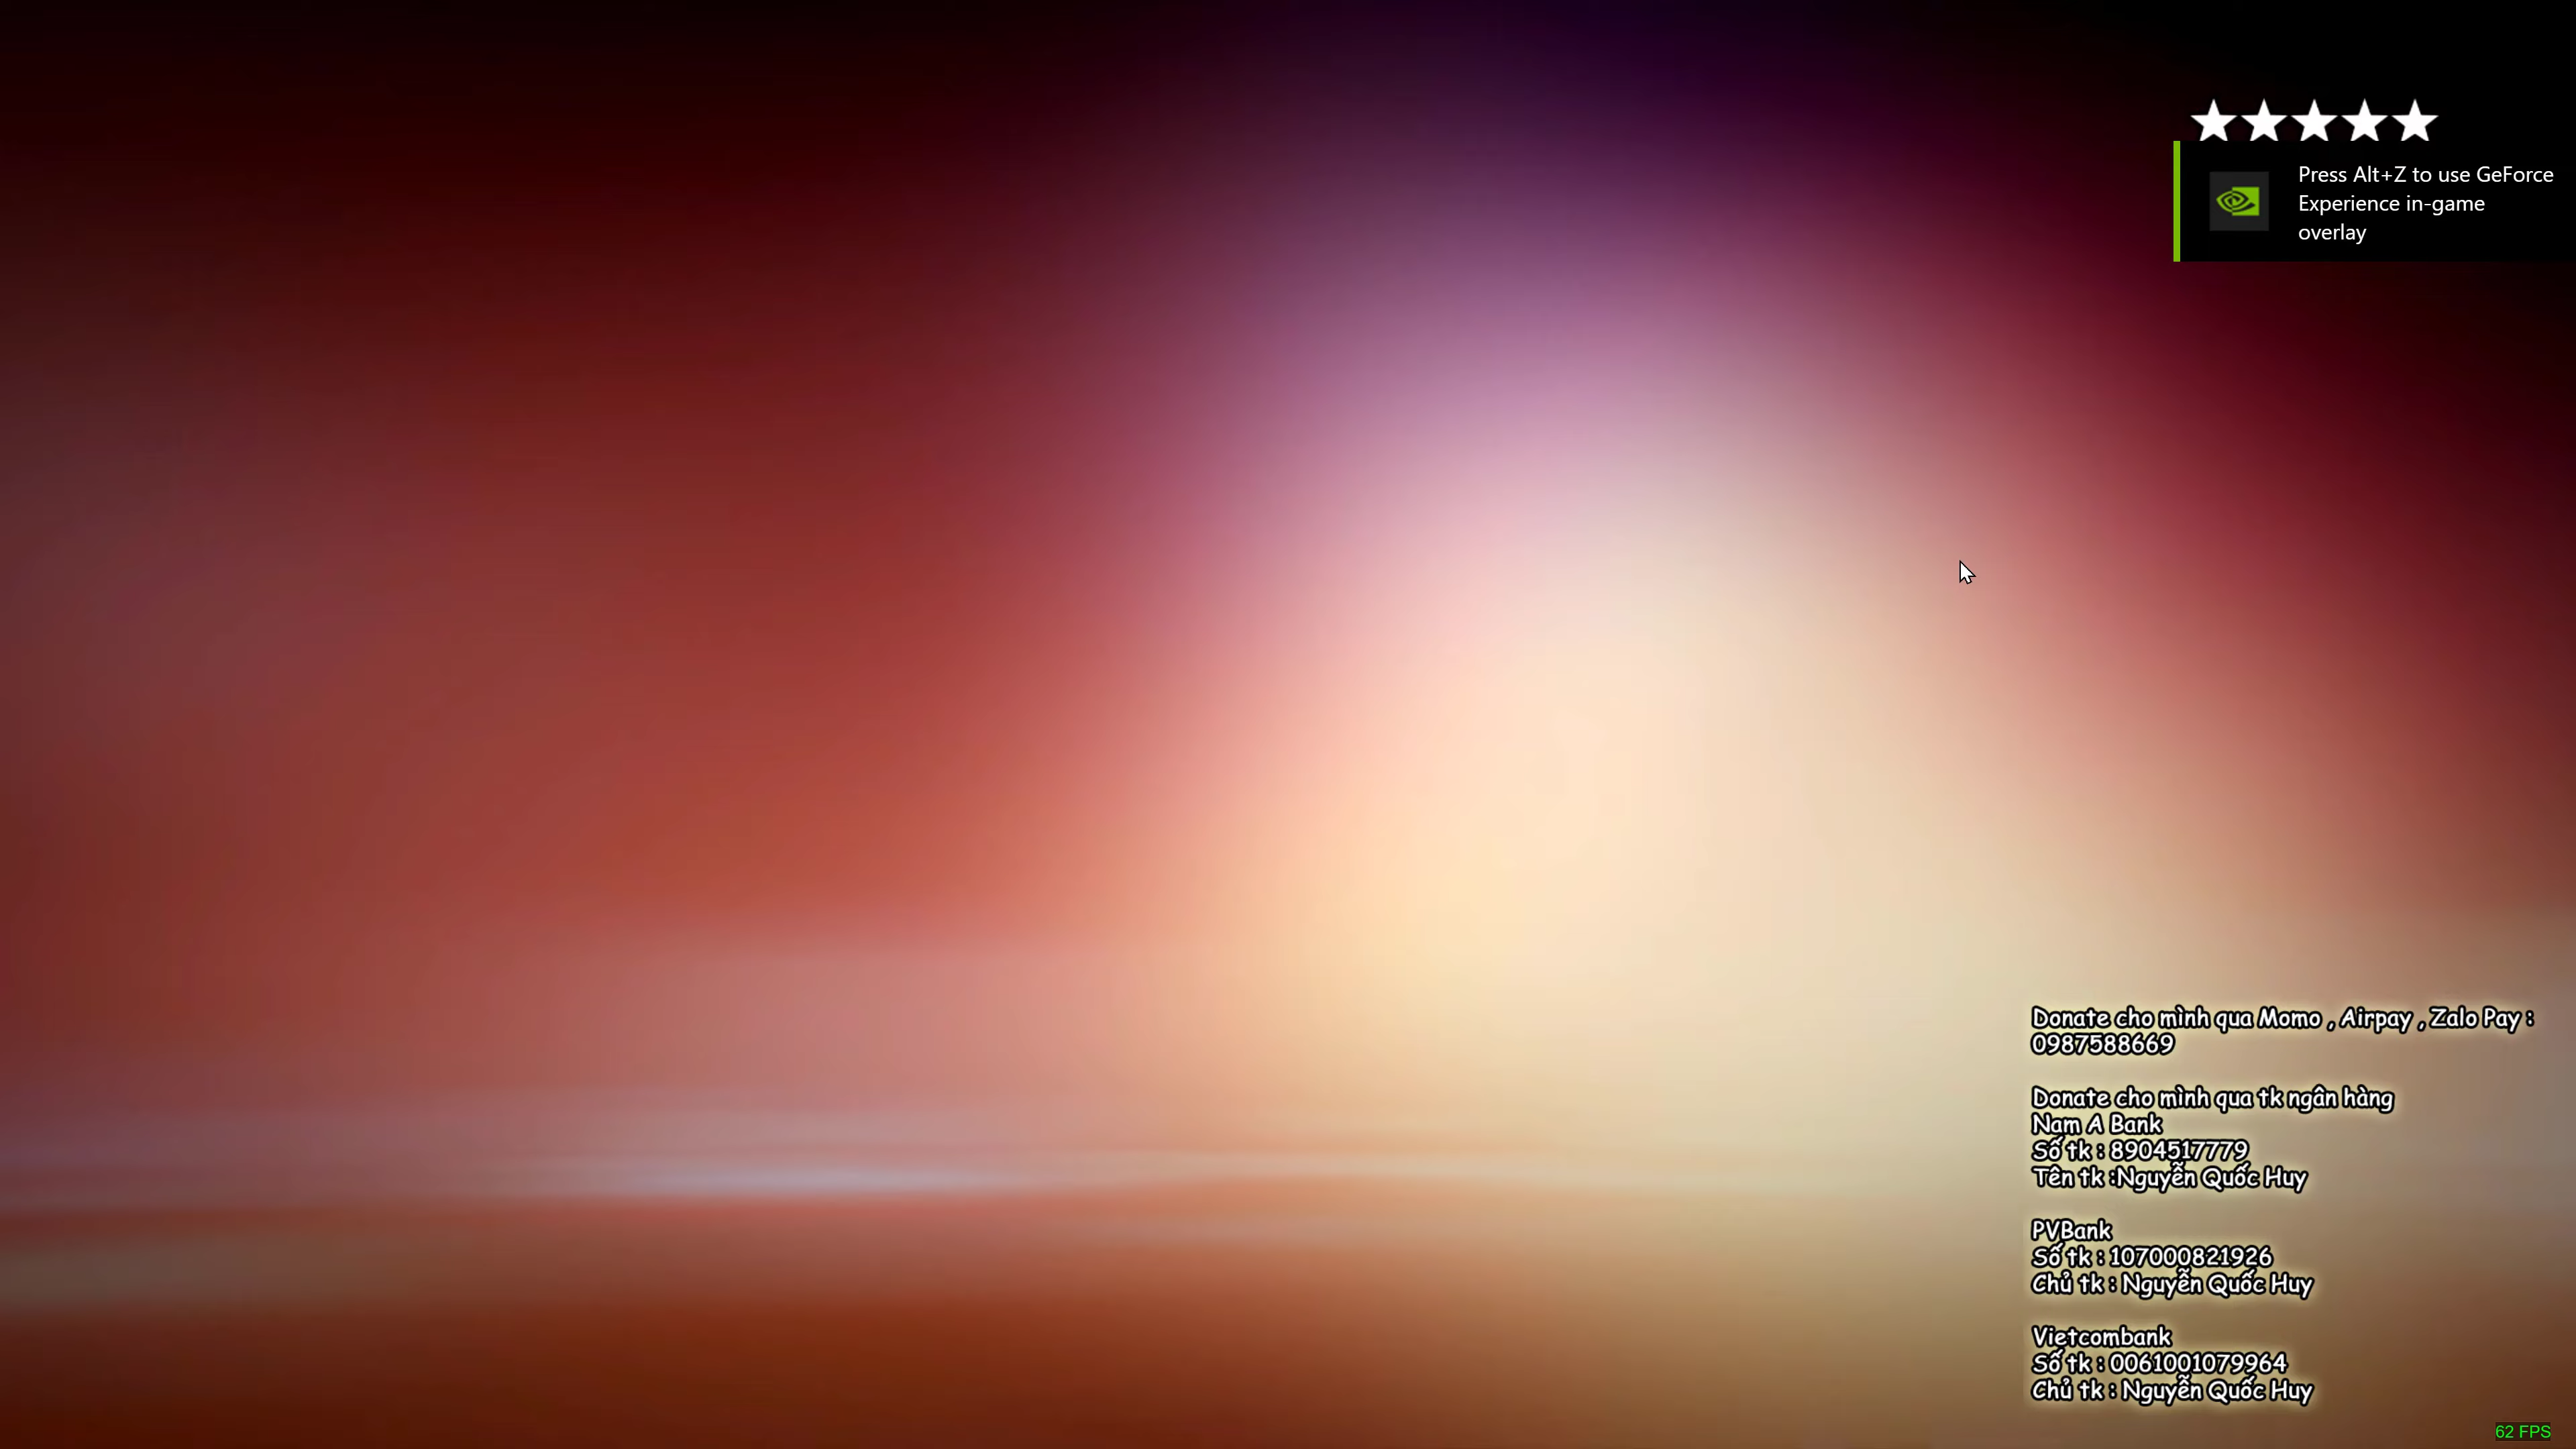 Press Alt+Z to use GeForce
Experience in-game
overlay
Donate cho mình qua Momo , Airpay , Zalo Pay :
0987588669
Donate cho mình qua tk ngân hàng
Nam A Bank
Số tk : 8904517779
Tên tk :Nguyễn Quốc Huy
PVBank
Số tk : 107000821926
Chủ tk : Nguyễn Quốc Huy
Vietcombank
Số tk : 0061001079964
Chủ tk : Nguyễn Quốc Huy
62 FPS